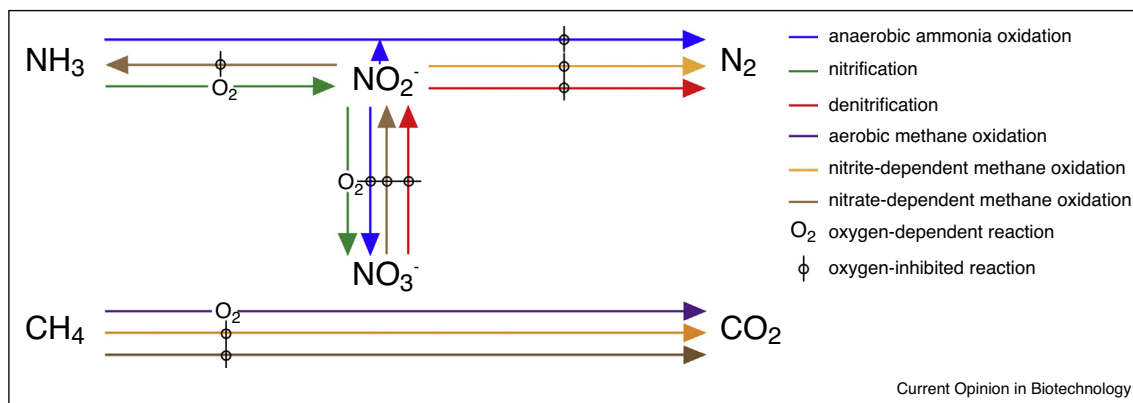 NH3
O2
NO2-
N2
O2
NO3-
CH4
O2
CO2
anaerobic ammonia oxidation
nitrification
denitrification
aerobic methane oxidation
nitrite-dependent methane oxidation
nitrate-dependent methane oxidation
O2 oxygen-dependent reaction
oxygen-inhibited reaction
Current Opinion in Biotechnology